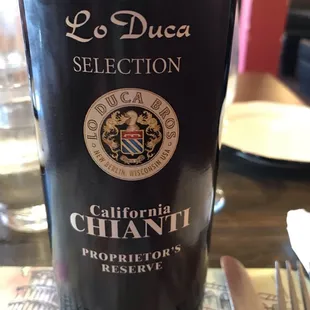 Lo Duca
SELECTION
LO DUCA BROS
NEW BERLIN, WISCONSIN USA
California
CHIANTI
PROPRIETOR'S
RESERVE